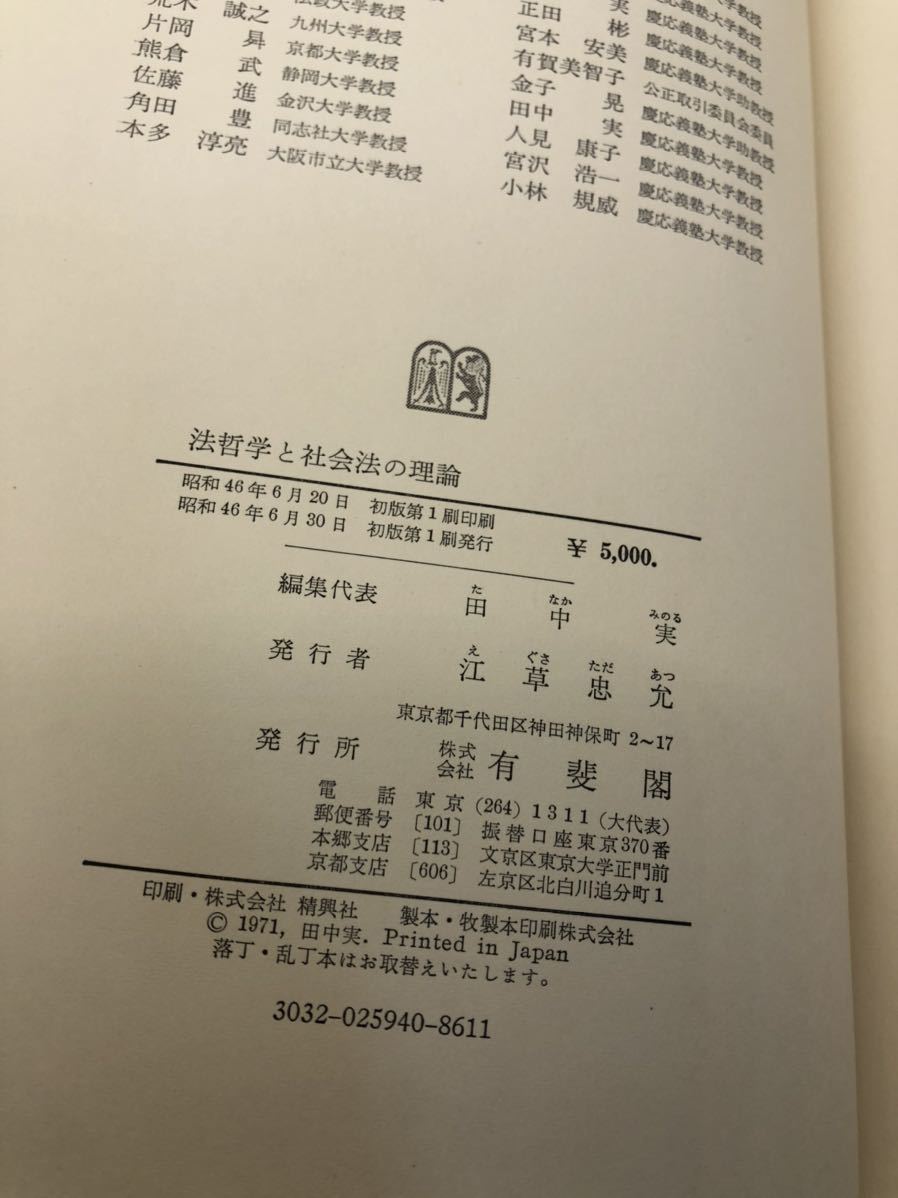 誠之 九州大学教授
片岡 曻 京都大学教授
熊倉 武 静岡大学教授
佐藤 進 金沢大学教授
角田 豊 同志社大学教授
本多 淳亮 大阪市立大学教授
正田 彬 慶応義塾大学教授
宮本 安美 慶応義塾大学助教授
有賀美智子 公正取引委員会委員
金子 晃 慶応義塾大学助教授
田中 実 慶応義塾大学教授
人見 康子 慶応義塾大学教授
宮沢 浩一 慶応義塾大学教授
小林 規威 慶応義塾大学教授
法哲学と社会法の理論
昭和46年6月20日 初版第1刷印刷
昭和46年6月30日 初版第1刷発行
¥ 5,000.
た なか みのる
編集代表 田中 実
え ぐさ ただ あつ
発行者 江草忠允
東京都千代田区神田神保町 2~17
発行所 株式会社 有斐閣
電話 東京 (264) 1311 (大代表)
郵便番号 〔101〕 振替口座東京370番
本郷支店 〔113〕 文京区東京大学正門前
京都支店 〔606〕 左京区北白川追分町1
印刷・株式会社 精興社 製本・牧製本印刷株式会社
© 1971, 田中実. Printed in Japan
落丁・乱丁本はお取替えいたします。
3032-025940-8611